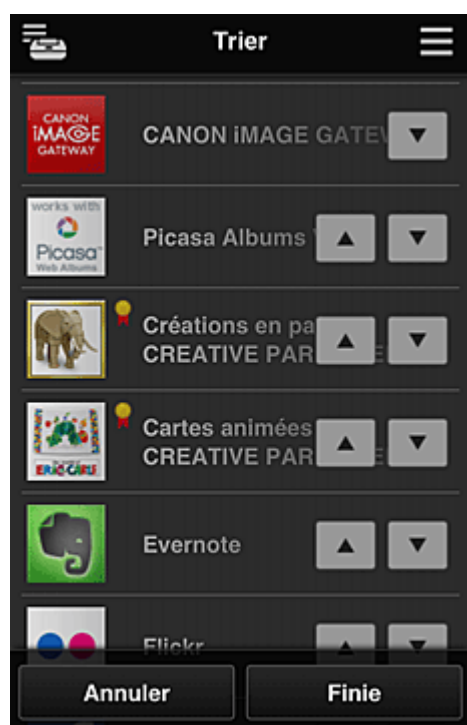 Trier
CANON
iMAGE
GATEWAY
CANON iMAGE GATEW
works with
Picasa™
Web Albums
Picasa Albums
Créations en pa
CREATIVE PAR
Cartes animées
CREATIVE PAR
ERIC CARLE
Evernote
Flickr
Annuler
Finie